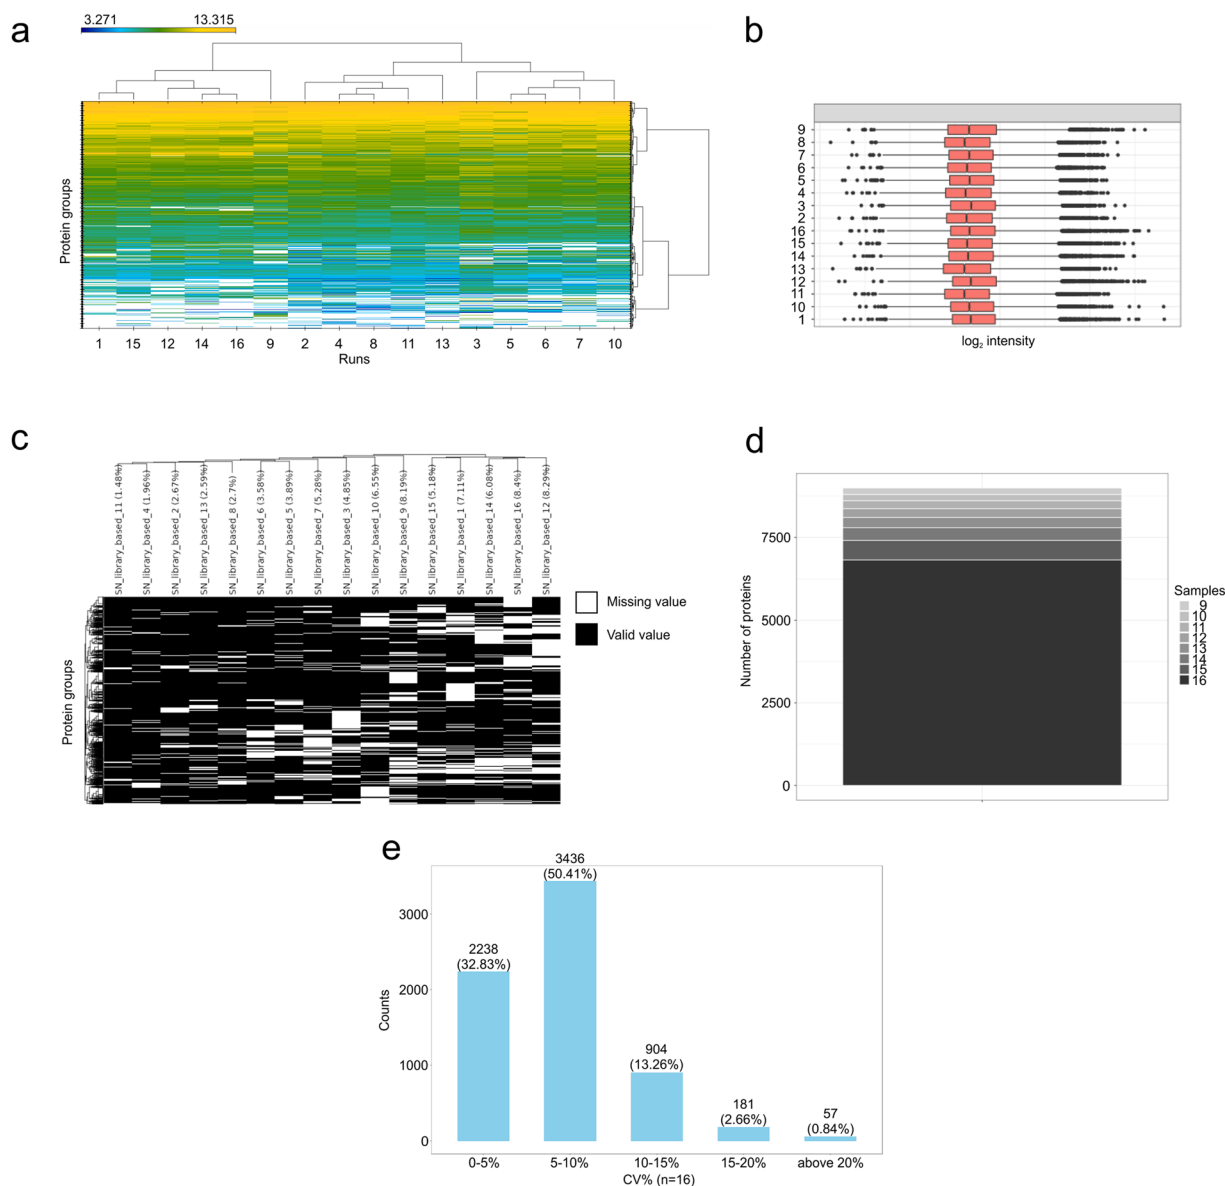 a
3.271 13.315
Protein groups
1 15 12 14 16 9 2 4 8 11 13 3 5 6 7 10
Runs
b
9
8
7
6
5
4
3
2
16
15
14
13
12
11
10
1
log₂ intensity
c
SN_library_based_11 (1.48%)
SN_library_based_4 (1.96%)
SN_library_based_2 (2.67%)
SN_library_based_13 (2.59%)
SN_library_based_8 (2.7%)
SN_library_based_6 (3.58%)
SN_library_based_5 (3.89%)
SN_library_based_7 (5.28%)
SN_library_based_3 (4.85%)
SN_library_based_10 (6.55%)
SN_library_based_9 (8.19%)
SN_library_based_15 (5.18%)
SN_library_based_1 (7.11%)
SN_library_based_14 (6.08%)
SN_library_based_16 (8.4%)
SN_library_based_12 (8.29%)
Protein groups
Missing value
Valid value
d
Number of proteins
7500
5000
2500
0
Samples
9
10
11
12
13
14
15
16
e
Counts
3000
2000
1000
0
2238
(32.83%)
3436
(50.41%)
904
(13.26%)
181
(2.66%)
57
(0.84%)
0-5% 5-10% 10-15% 15-20% above 20%
CV% (n=16)